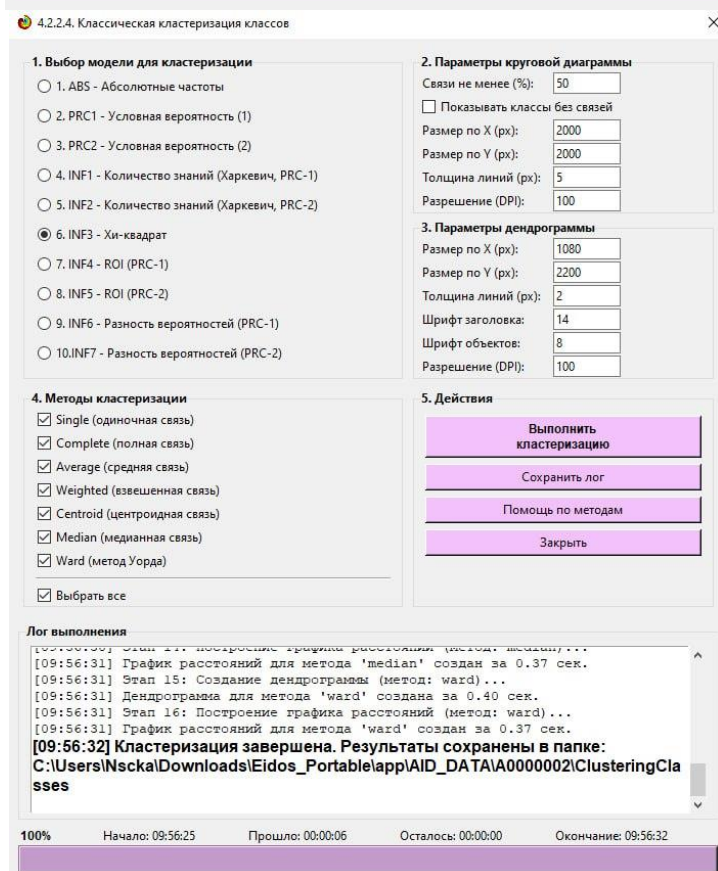 4.2.2.4. Классическая кластеризация классов
1. Выбор модели для кластеризации
1. ABS - Абсолютные частоты
2. PRC1 - Условная вероятность (1)
3. PRC2 - Условная вероятность (2)
4. INF1 - Количество знаний (Харкевич, PRC-1)
5. INF2 - Количество знаний (Харкевич, PRC-2)
6. INF3 - Хи-квадрат
7. INF4 - ROI (PRC-1)
8. INF5 - ROI (PRC-2)
9. INF6 - Разность вероятностей (PRC-1)
10.INF7 - Разность вероятностей (PRC-2)
2. Параметры круговой диаграммы
Связи не менее (%): 50
Показывать классы без связей
Размер по X (px): 2000
Размер по Y (px): 2000
Толщина линий (px): 5
Разрешение (DPI): 100
3. Параметры дендрограммы
Размер по X (px): 1080
Размер по Y (px): 2200
Толщина линий (px): 2
Шрифт заголовка: 14
Шрифт объектов: 8
Разрешение (DPI): 100
4. Методы кластеризации
Single (одиночная связь)
Complete (полная связь)
Average (средняя связь)
Weighted (взвешенная связь)
Centroid (центроидная связь)
Median (медианная связь)
Ward (метод Уорда)
Выбрать все
5. Действия
Выполнить
кластеризацию
Сохранить лог
Помощь по методам
Закрыть
Лог выполнения
[09:56:31] График расстояний для метода 'median' создан за 0.37 сек.
[09:56:31] Этап 15: Создание дендрограммы (метод: ward)...
[09:56:31] Дендрограмма для метода 'ward' создана за 0.40 сек.
[09:56:31] Этап 16: Построение графика расстояний (метод: ward)...
[09:56:31] График расстояний для метода 'ward' создан за 0.37 сек.
[09:56:32] Кластеризация завершена. Результаты сохранены в папке:
C:\Users\Nscka\Downloads\Eidos_Portable\app\AID_DATA\A0000002\ClusteringCla
sses
100% Начало: 09:56:25 Прошло: 00:00:06 Осталось: 00:00:00 Окончание: 09:56:32